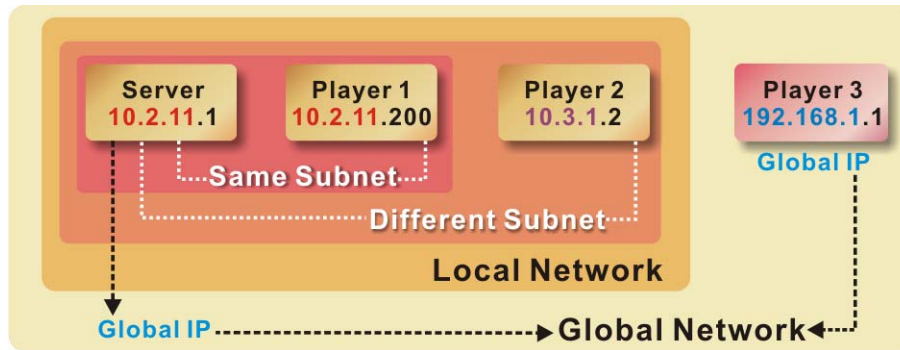 Server
10.2.11.1
Player 1
10.2.11.200
Player 2
10.3.1.2
Player 3
192.168.1.1
Global IP
Same Subnet
Different Subnet
Local Network
Global IP
Global Network